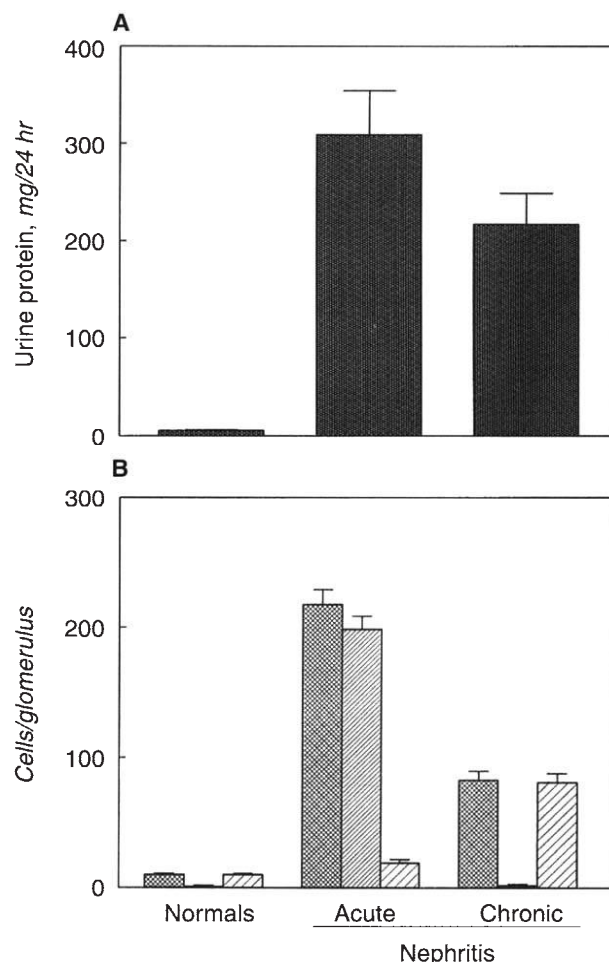 A
Urine protein, mg/24 hr
400
300
200
100
0
B
Cells/glomerulus
300
200
100
0
Normals Acute Chronic
Nephritis